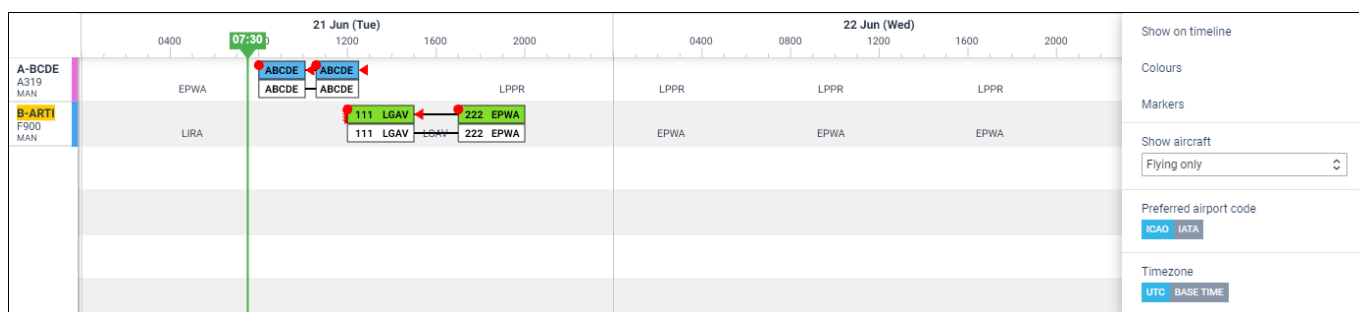 21 Jun (Tue) 22 Jun (Wed)
0400 07:30 0 1200 1600 2000 0400 0800 1200 1600 2000
A-BCDE
A319
MAN
ABCDE ABCDE
ABCDE ABCDE
EPWA LPPR LPPR LPPR LPPR
B-ARTI
F900
MAN
111 LGAV 222 EPWA
111 LGAV LGAV 222 EPWA
LIRA EPWA EPWA EPWA
Show on timeline
Colours
Markers
Show aircraft
Flying only
Preferred airport code
ICAO IATA
Timezone
UTC BASE TIME